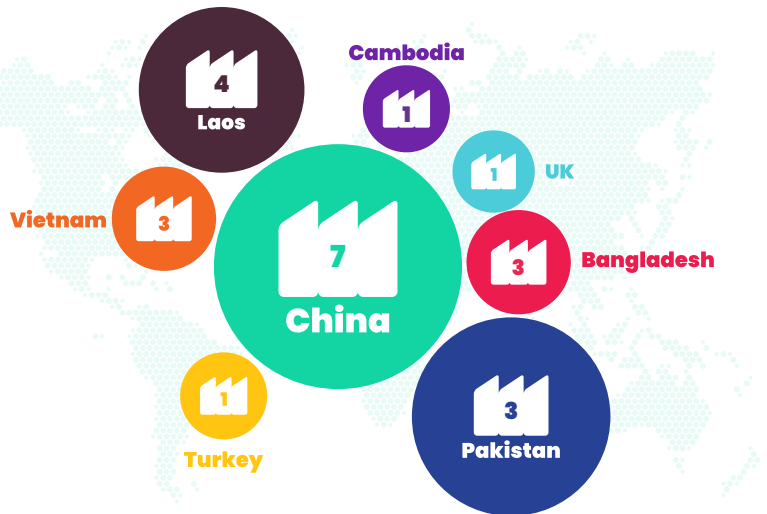 Cambodia
4
Laos
1
1
UK
3
Vietnam
7
China
3
Bangladesh
1
Turkey
3
Pakistan